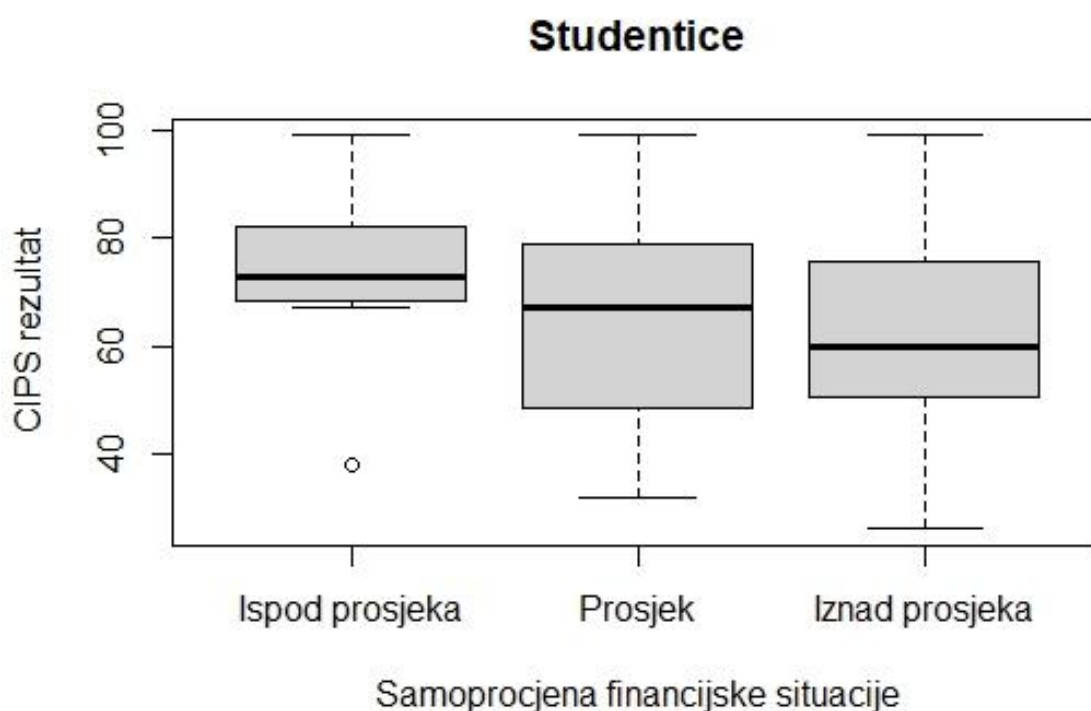 Studentice
CIPS rezultat
100
80
60
40
Ispod prosjeka
Prosjek
Iznad prosjeka
Samoprocjena financijske situacije